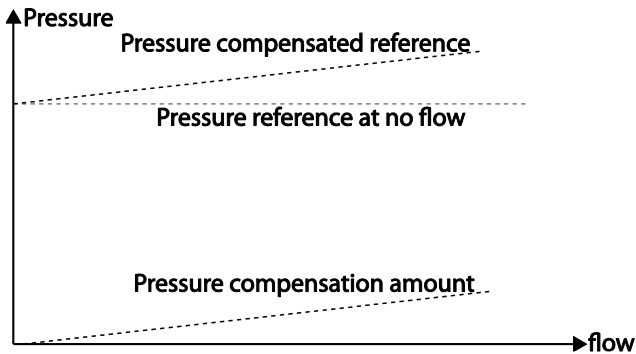 Pressure
Pressure compensated reference
Pressure reference at no flow
Pressure compensation amount
flow